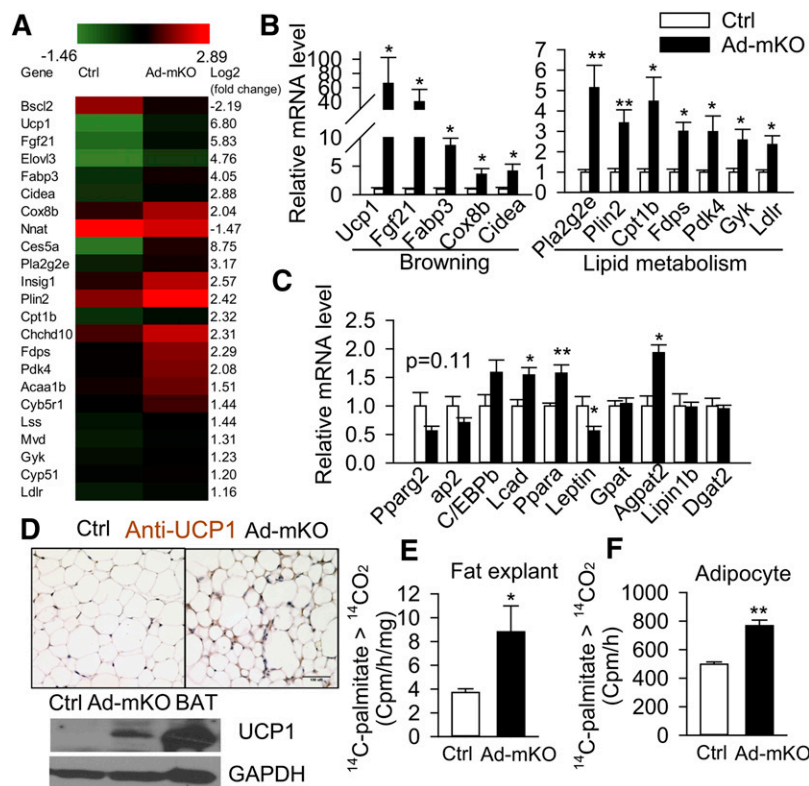 A
-1.46
2.89
Gene
Ctrl
Ad-mKO
Log2
(fold change)
Bscl2 -2.19
Ucp1 6.80
Fgf21 5.83
Elovl3 4.76
Fabp3 4.05
Cidea 2.88
Cox8b 2.04
Nnat -1.47
Ces5a 8.75
Pla2g2e 3.17
Insig1 2.57
Plin2 2.42
Cpt1b 2.32
Chchd10 2.31
Fdps 2.29
Pdk4 2.08
Acaa1b 1.51
Cyb5r1 1.44
Lss 1.44
Mvd 1.31
Gyk 1.23
Cyp51 1.20
Ldlr 1.16
B
Ctrl
Ad-mKO
Relative mRNA level
100
80
60
40
10
5
0
* * * * *
Ucp1 Fgf21 Fabp3 Cox8b Cidea
Browning
7
6
5
4
3
2
1
0
** ** * * * * *
Pla2g2e Plin2 Cpt1b Fdps Pdk4 Gyk Ldlr
Lipid metabolism
C
Relative mRNA level
2.5
2.0
1.5
1.0
0.5
0.0
p=0.11
* ** * *
Pparg2 ap2 C/EBPb Lcad Ppara Leptin Gpat Agpat2 Lipin1b Dgat2
D
Ctrl Anti-UCP1 Ad-mKO
Ctrl Ad-mKO BAT
UCP1
GAPDH
E
Fat explant
¹⁴C-palmitate > ¹⁴CO₂
(Cpm/h/mg)
12
10
8
6
4
2
0
*
Ctrl Ad-mKO
F
Adipocyte
¹⁴C-palmitate > ¹⁴CO₂
(Cpm/h)
1000
800
600
400
200
0
**
Ctrl Ad-mKO